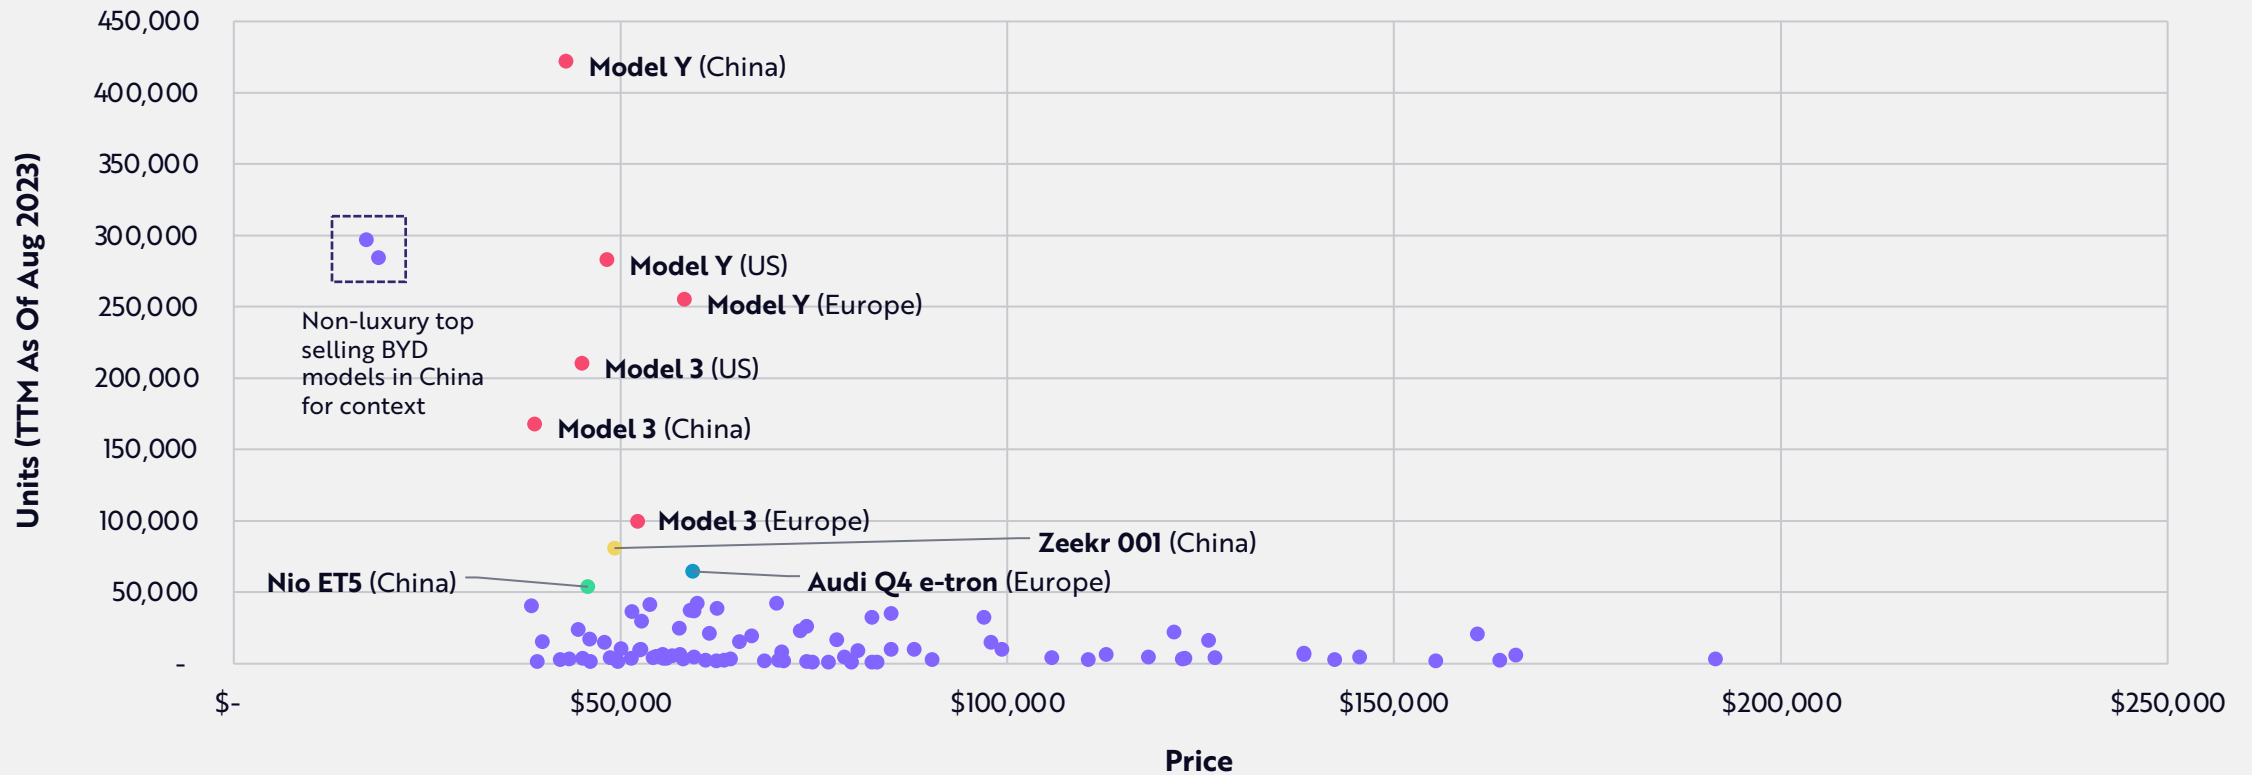 450,000
400,000
350,000
300,000
250,000
200,000
150,000
100,000
50,000
-
Units (TTM As Of Aug 2023)
Model Y (China)
Model Y (US)
Model Y (Europe)
Non-luxury top
selling BYD
models in China
for context
Model 3 (US)
Model 3 (China)
Model 3 (Europe)
Zeekr 001 (China)
Nio ET5 (China)
Audi Q4 e-tron (Europe)
$-
$50,000
$100,000
$150,000
$200,000
$250,000
Price